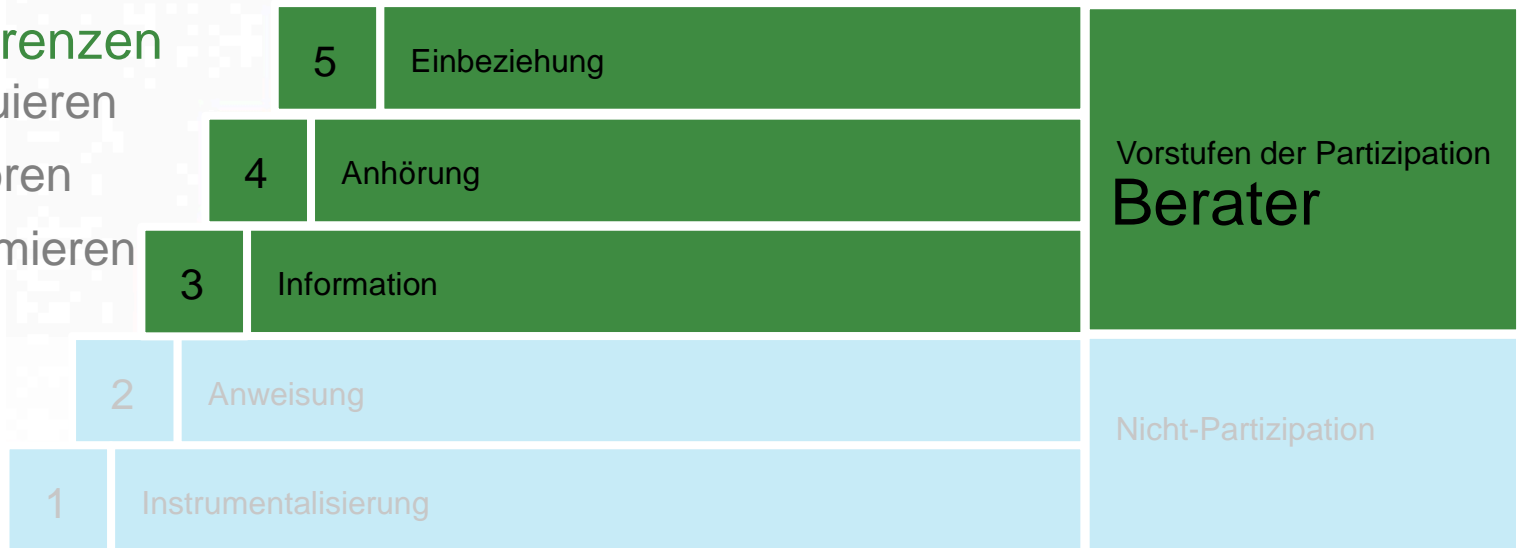 renzen
uieren
ören
mieren
5 Einbeziehung
4 Anhörung
3 Information
2 Anweisung
1 Instrumentalisierung
Vorstufen der Partizipation
Berater
Nicht-Partizipation